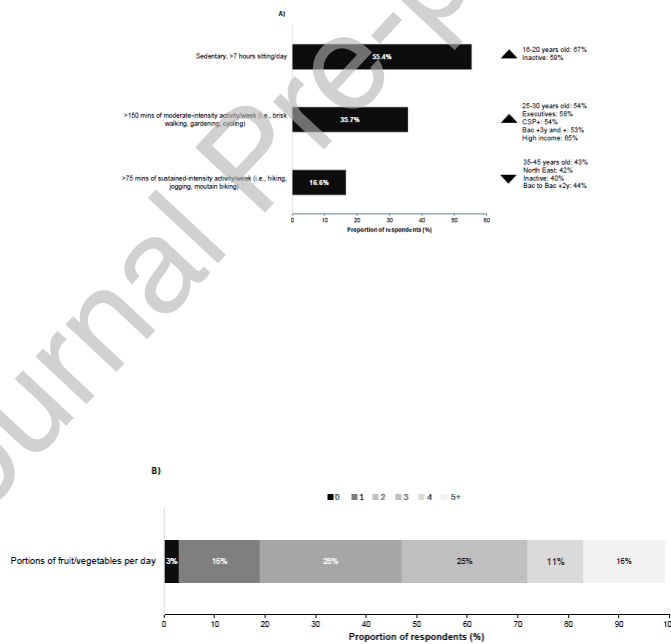 A)
Sedentary, >7 hours sitting/day
55.4%
16-20 years old: 67%
Inactive: 59%
>150 mins of moderate-intensity activity/week (i.e., brisk
walking, gardening, cycling)
35.7%
25-30 years old: 54%
Executives: 58%
CSP+: 54%
Bac +3y and +: 53%
High income: 65%
>75 mins of sustained-intensity activity/week (i.e., hiking,
jogging, moutain biking)
16.6%
35-45 years old: 43%
North East: 42%
Inactive: 40%
Bac to Bac +2y: 44%
0 10 20 30 40 50 60
Proportion of respondents (%)
B)
0 1 2 3 4 5+
Portions of fruit/vegetables per day
3% 16% 28% 25% 11% 16%
0 10 20 30 40 50 60 70 80 90 100
Proportion of respondents (%)
urnal Pre-p